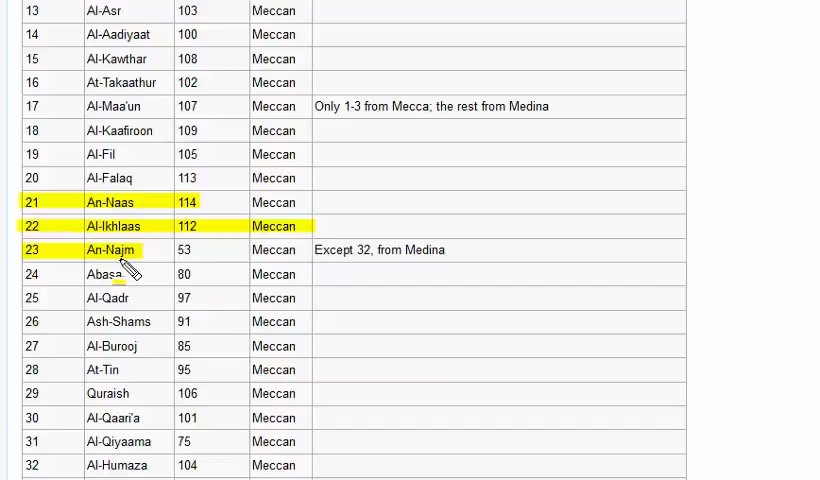 13 Al-Asr 103 Meccan
14 Al-Aadiyaat 100 Meccan
15 Al-Kawthar 108 Meccan
16 At-Takaathur 102 Meccan
17 Al-Maa'un 107 Meccan Only 1-3 from Mecca; the rest from Medina
18 Al-Kaafiroon 109 Meccan
19 Al-Fil 105 Meccan
20 Al-Falaq 113 Meccan
21 An-Naas 114 Meccan
22 Al-Ikhlaas 112 Meccan
23 An-Najm 53 Meccan Except 32, from Medina
24 Abasa 80 Meccan
25 Al-Qadr 97 Meccan
26 Ash-Shams 91 Meccan
27 Al-Burooj 85 Meccan
28 At-Tin 95 Meccan
29 Quraish 106 Meccan
30 Al-Qaari'a 101 Meccan
31 Al-Qiyaama 75 Meccan
32 Al-Humaza 104 Meccan